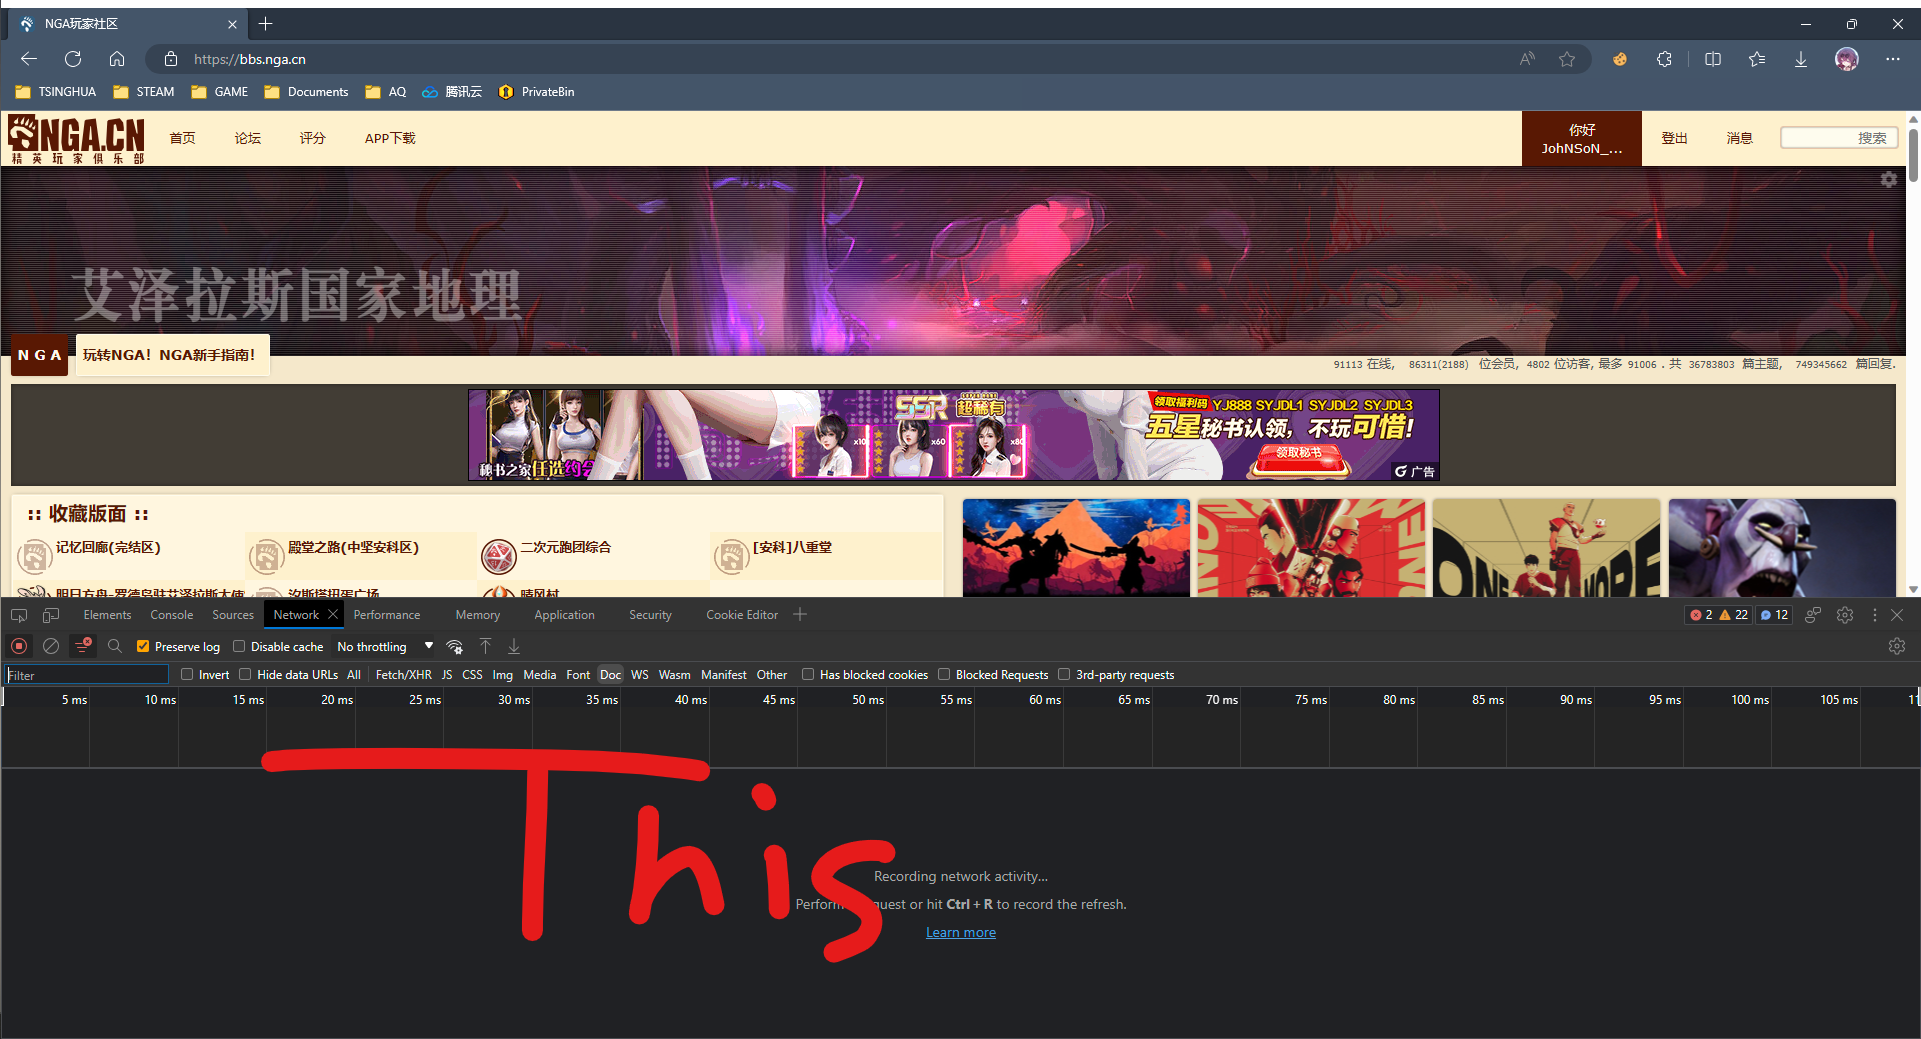 NGA玩家社区
https://bbs.nga.cn
TSINGHUA STEAM GAME Documents AQ 腾讯云 PrivateBin
NGA.CN
精英玩家俱乐部
首页 论坛 评分 APP下载
你好
JohNSoN_...
登出 消息 搜索
艾泽拉斯国家地理
NGA 玩转NGA！NGA新手指南！
91113 在线, 86311(2188) 位会员, 4802 位访客, 最多 91006 . 共 36783803 篇主题, 749345662 篇回复.
秘书之家任选约会
SSR 超稀有
x10 x60 x80
领取福利码 YJ888 SYJDL1 SYJDL2 SYJDL3
五星秘书认领，不玩可惜！
领取秘书
广告
:: 收藏版面 ::
记忆回廊(完结区) 殿堂之路(中坚安科区) 二次元跑团综合 [安科]八重堂
明日方舟-罗德岛驻艾泽拉斯大使 汐斯塔扭蛋广场 晴风村
ONE MORE
Elements Console Sources Network Performance Memory Application Security Cookie Editor
2 22 12
Preserve log Disable cache No throttling
Filter Invert Hide data URLs All Fetch/XHR JS CSS Img Media Font Doc WS Wasm Manifest Other Has blocked cookies Blocked Requests 3rd-party requests
5 ms 10 ms 15 ms 20 ms 25 ms 30 ms 35 ms 40 ms 45 ms 50 ms 55 ms 60 ms 65 ms 70 ms 75 ms 80 ms 85 ms 90 ms 95 ms 100 ms 105 ms 11
This
Recording network activity...
Perform quest or hit Ctrl + R to record the refresh.
Learn more